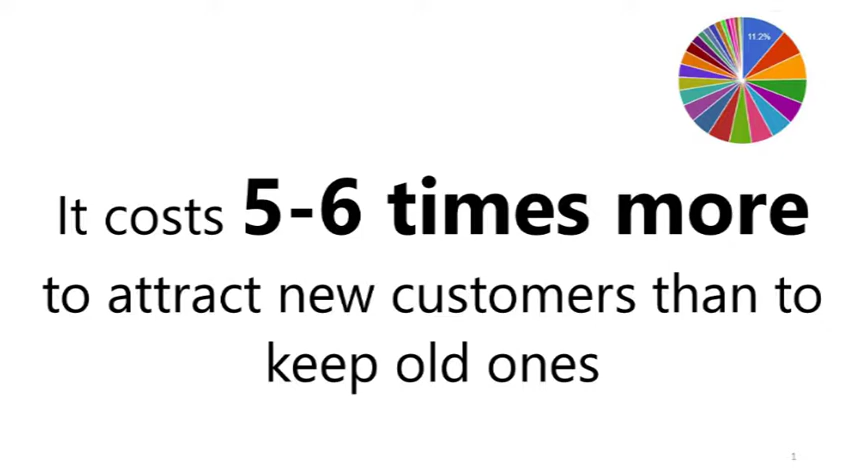 11.2%
It costs 5-6 times more
to attract new customers than to
keep old ones
1